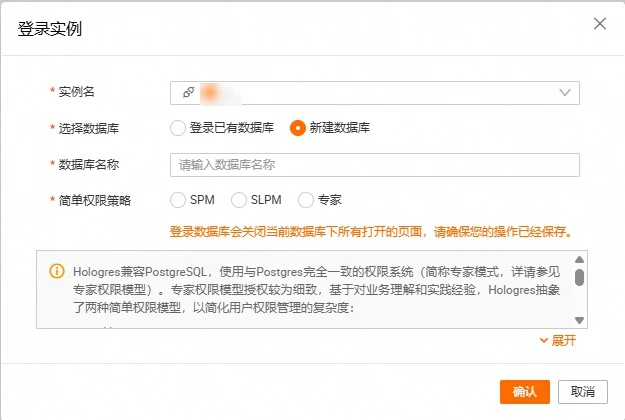 登录实例
* 实例名
* 选择数据库 登录已有数据库 新建数据库
* 数据库名称 请输入数据库名称
* 简单权限策略 SPM SLPM 专家
登录数据库会关闭当前数据库下所有打开的页面，请确保您的操作已经保存。
Hologres兼容PostgreSQL，使用与Postgres完全一致的权限系统（简称专家模式，详请参见
专家权限模型）。专家权限模型授权较为细致，基于对业务理解和实践经验，Hologres抽象
了两种简单权限模型，以简化用户权限管理的复杂度：
展开
确认 取消